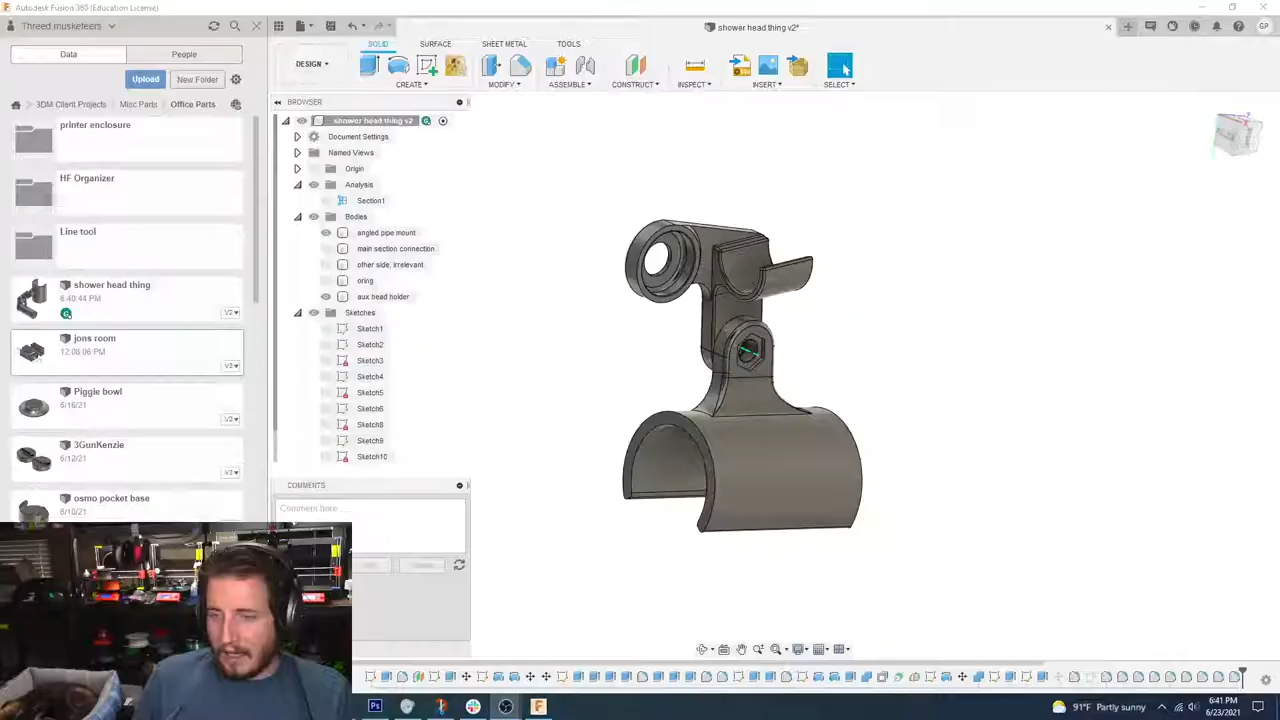 Autodesk Fusion 360 (Education License)
Threed musketeers
shower head thing v2*
GP
Data
People
SOLID
SURFACE
SHEET METAL
TOOLS
DESIGN
CREATE
MODIFY
ASSEMBLE
CONSTRUCT
INSPECT
INSERT
SELECT
Upload
New Folder
3DM Client Projects
Misc Parts
Office Parts
BROWSER
printer enclosure
HF Organizer
Line tool
shower head thing
6:40:44 PM
V2
jons room
12:08:06 PM
V3
Piggie bowl
6/16/21
V2
3GunKenzie
6/12/21
V3
osmo pocket base
6/10/21
shower head thing v2
Document Settings
Named Views
Origin
Analysis
Section1
Bodies
angled pipe mount
main section connection
other side, irrelevant
oring
aux head holder
Sketches
Sketch1
Sketch2
Sketch3
Sketch4
Sketch5
Sketch6
Sketch8
Sketch9
Sketch10
COMMENTS
Comment here ...
91°F Partly sunny
6:41 PM
6/23/2021